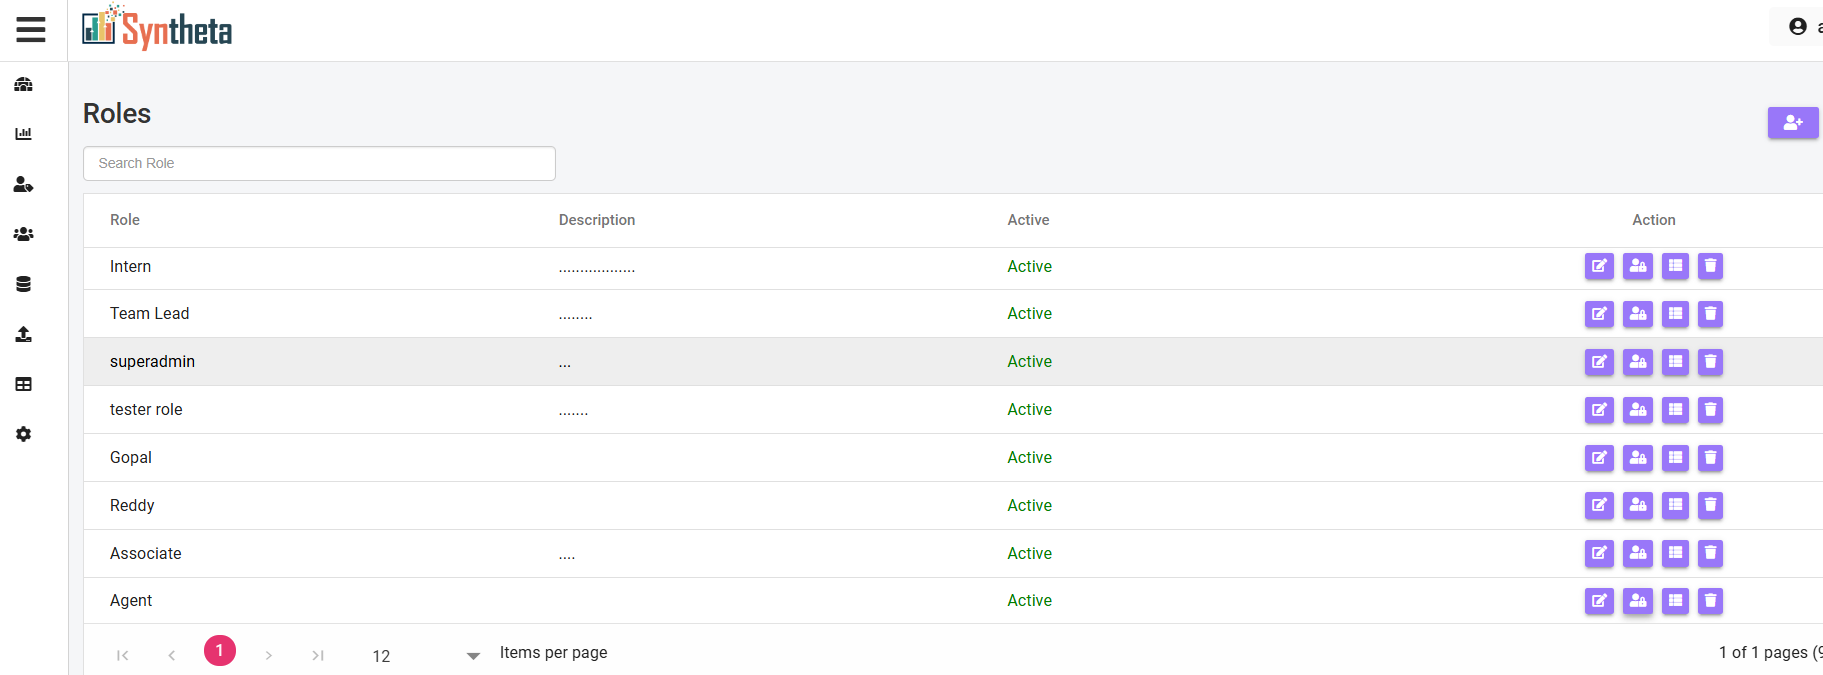 Syntheta
Roles
Search Role
Role Description Active Action
Intern .................. Active
Team Lead ........ Active
superadmin ... Active
tester role ....... Active
Gopal Active
Reddy Active
Associate .... Active
Agent Active
1 12 Items per page 1 of 1 pages (9